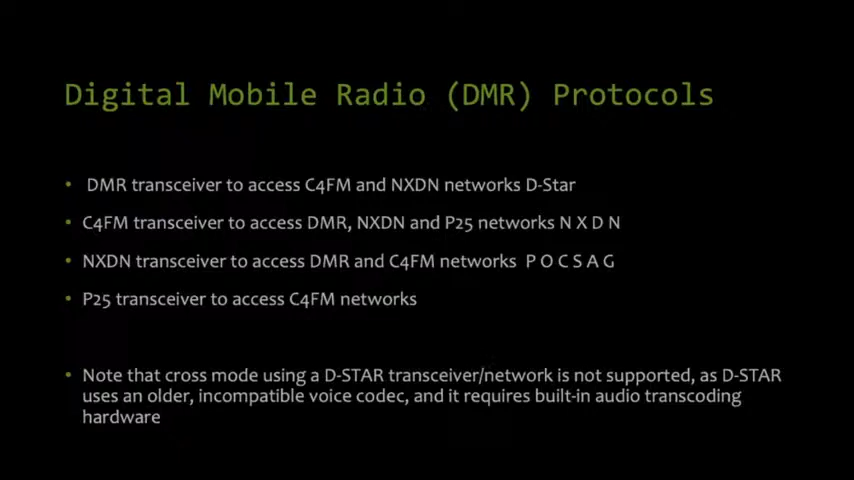 Digital Mobile Radio (DMR) Protocols
• DMR transceiver to access C4FM and NXDN networks D-Star
• C4FM transceiver to access DMR, NXDN and P25 networks N X D N
• NXDN transceiver to access DMR and C4FM networks P O C S A G
• P25 transceiver to access C4FM networks
• Note that cross mode using a D-STAR transceiver/network is not supported, as D-STAR
uses an older, incompatible voice codec, and it requires built-in audio transcoding
hardware